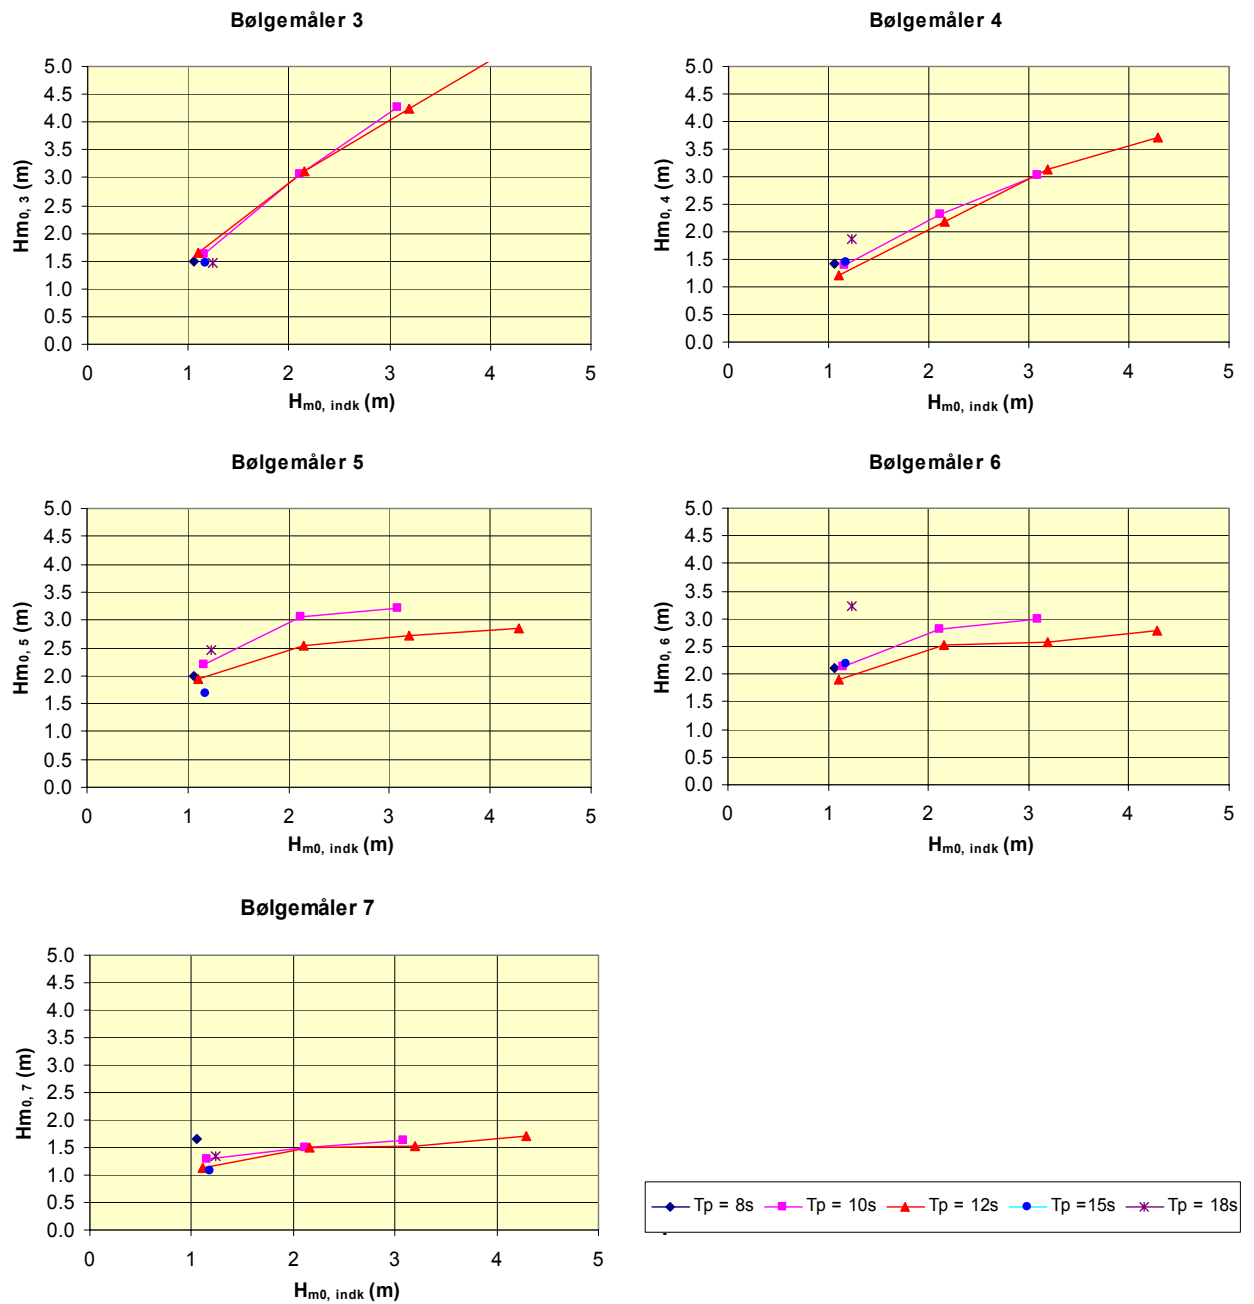 Bølgemåler 3
5.0
4.5
4.0
3.5
3.0
2.5
2.0
1.5
1.0
0.5
0.0
Hm0, 3 (m)
0 1 2 3 4 5
Hm0, indk (m)
Bølgemåler 4
5.0
4.5
4.0
3.5
3.0
2.5
2.0
1.5
1.0
0.5
0.0
Hm0, 4 (m)
0 1 2 3 4 5
Hm0, indk (m)
Bølgemåler 5
5.0
4.5
4.0
3.5
3.0
2.5
2.0
1.5
1.0
0.5
0.0
Hm0, 5 (m)
0 1 2 3 4 5
Hm0, indk (m)
Bølgemåler 6
5.0
4.5
4.0
3.5
3.0
2.5
2.0
1.5
1.0
0.5
0.0
Hm0, 6 (m)
0 1 2 3 4 5
Hm0, indk (m)
Bølgemåler 7
5.0
4.5
4.0
3.5
3.0
2.5
2.0
1.5
1.0
0.5
0.0
Hm0, 7 (m)
0 1 2 3 4 5
Hm0, indk (m)
Tp = 8s Tp = 10s Tp = 12s Tp =15s Tp = 18s